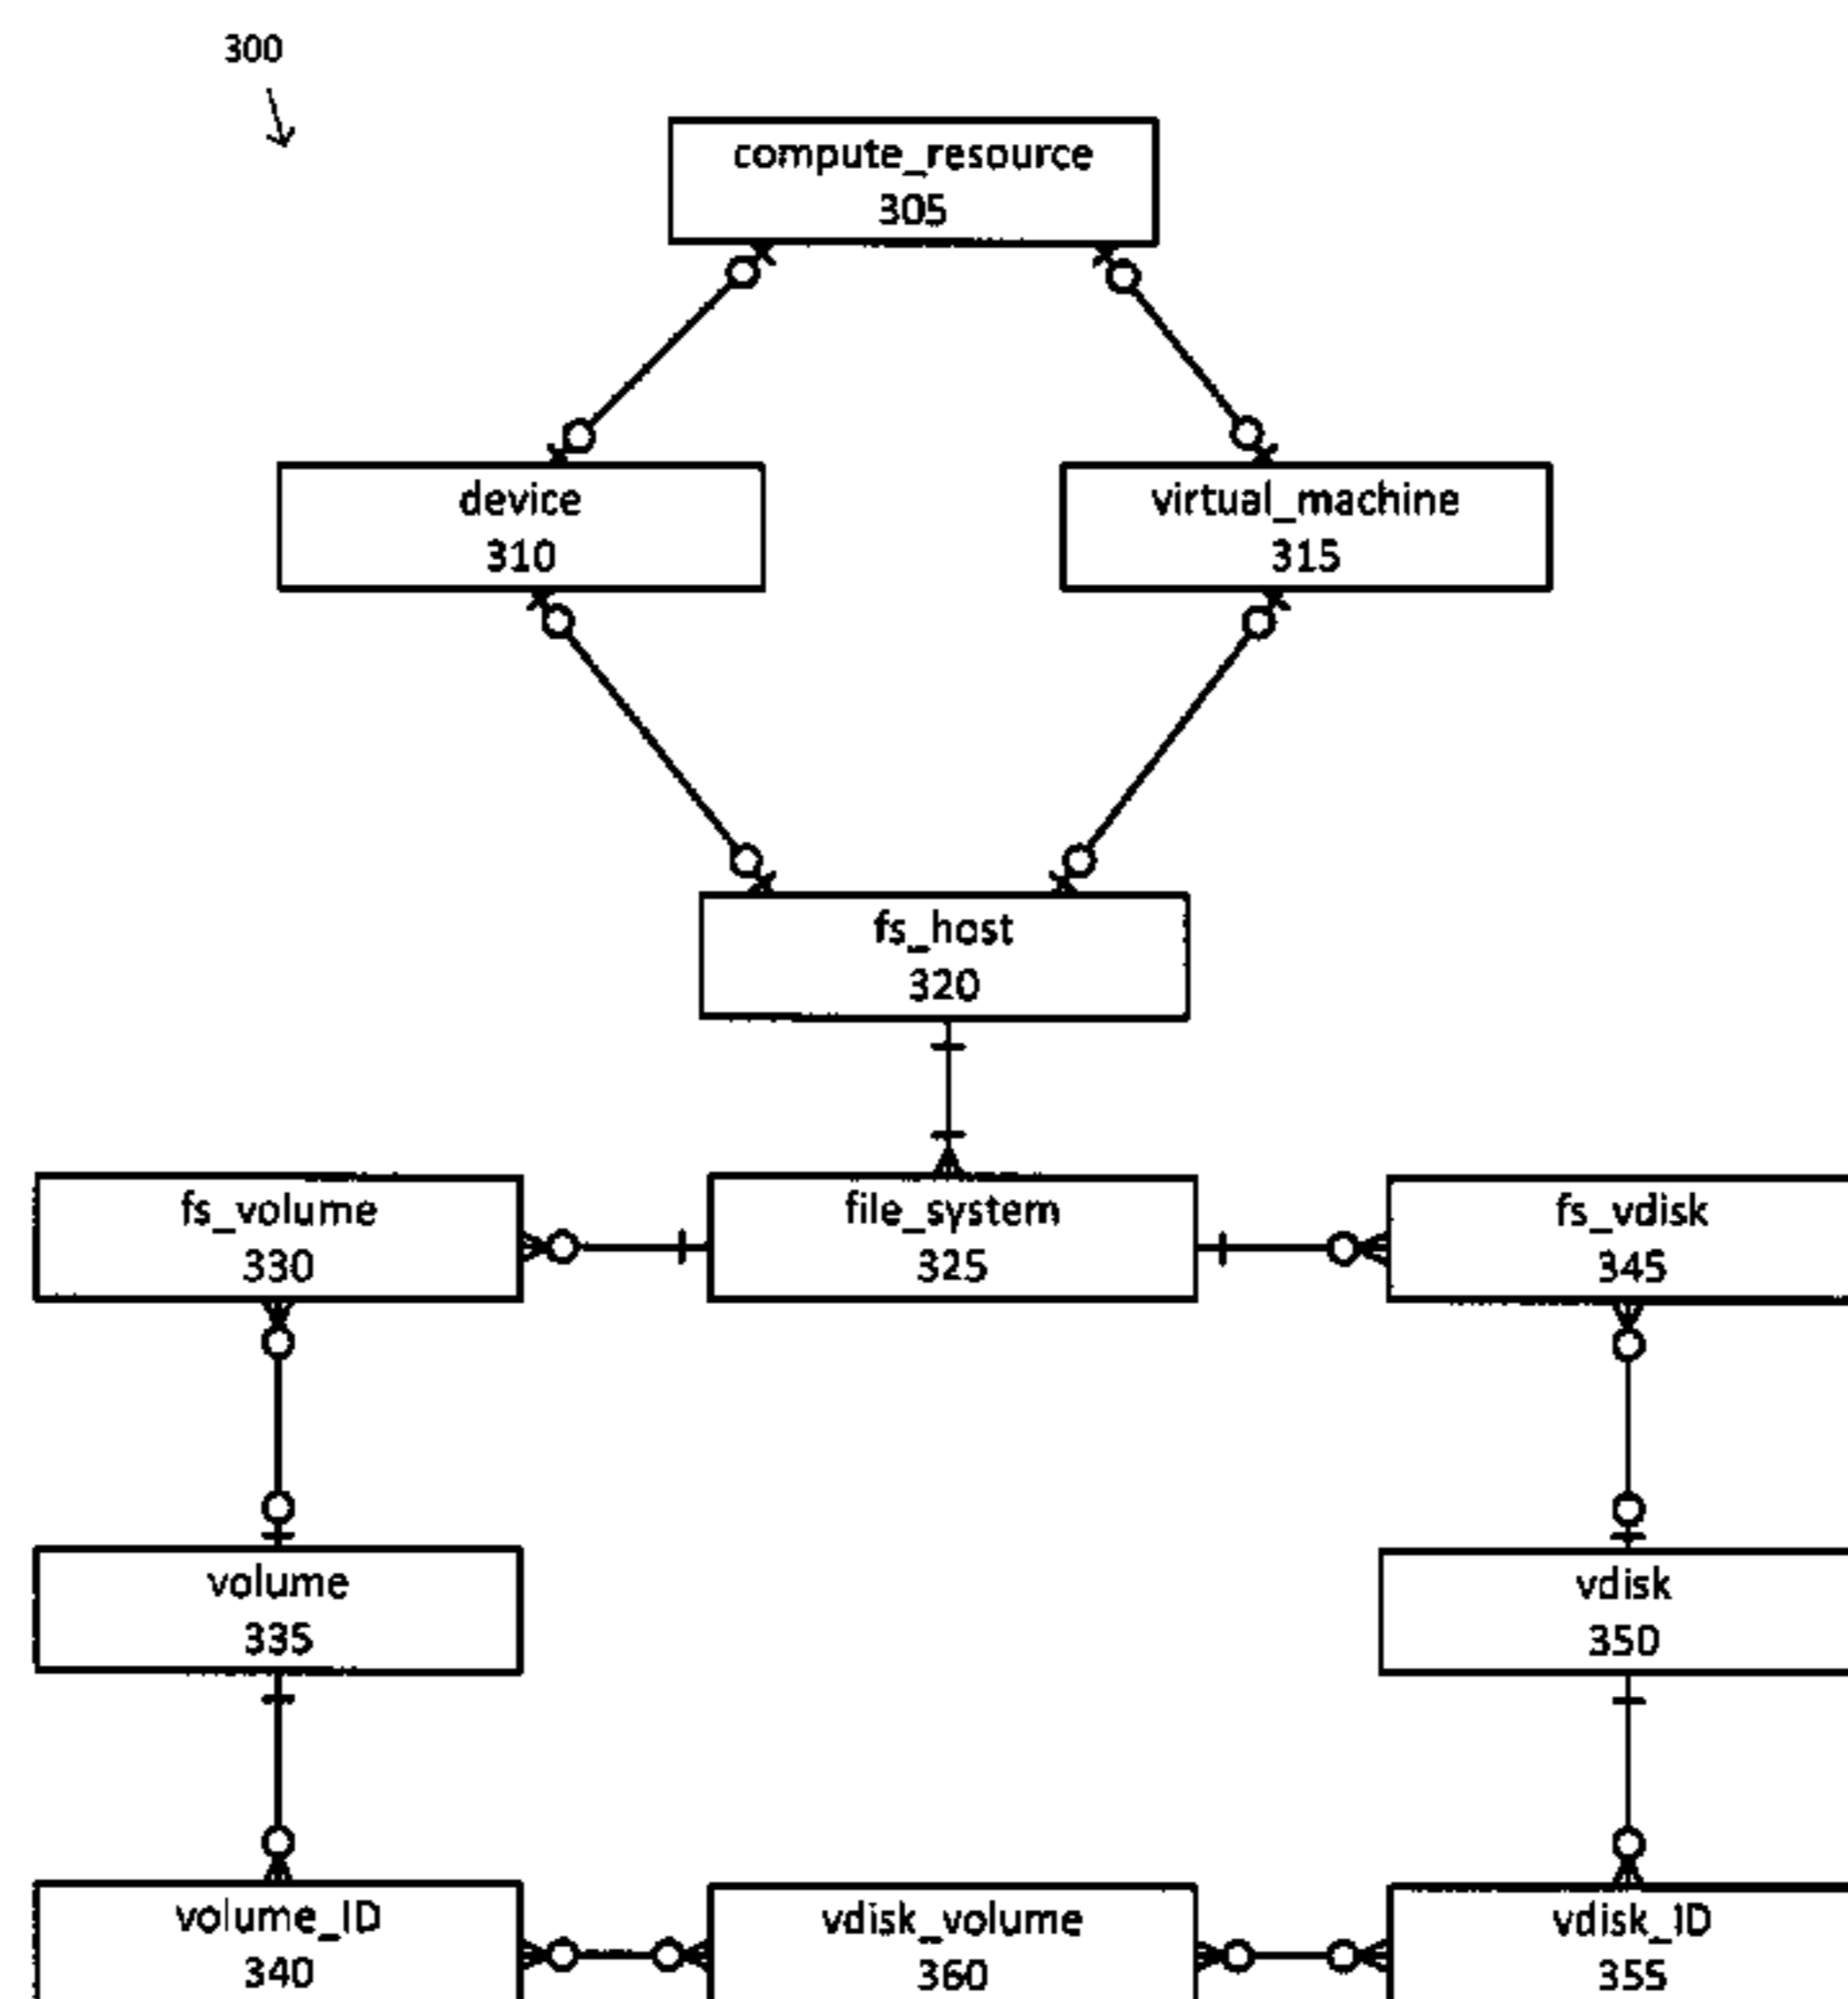 300
compute_resource
305
device
310
virtual_machine
315
fs_host
320
fs_volume
330
file_system
325
fs_vdisk
345
volume
335
vdisk
350
volume_ID
340
vdisk_volume
360
vdisk_ID
355